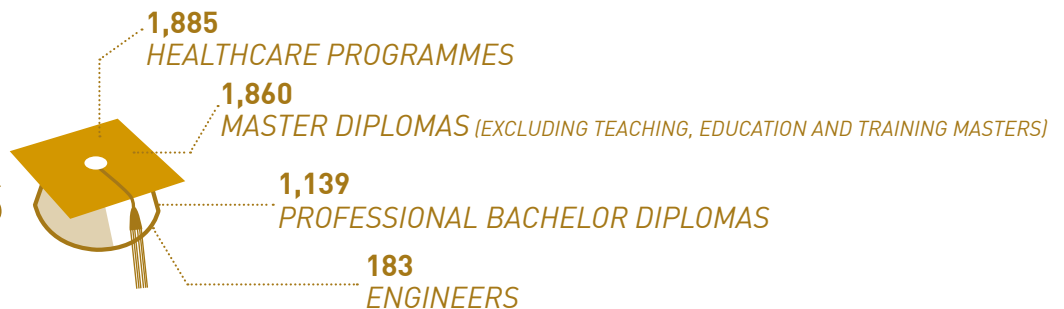 1,885
HEALTHCARE PROGRAMMES
1,860
MASTER DIPLOMAS (EXCLUDING TEACHING, EDUCATION AND TRAINING MASTERS)
1,139
PROFESSIONAL BACHELOR DIPLOMAS
183
ENGINEERS